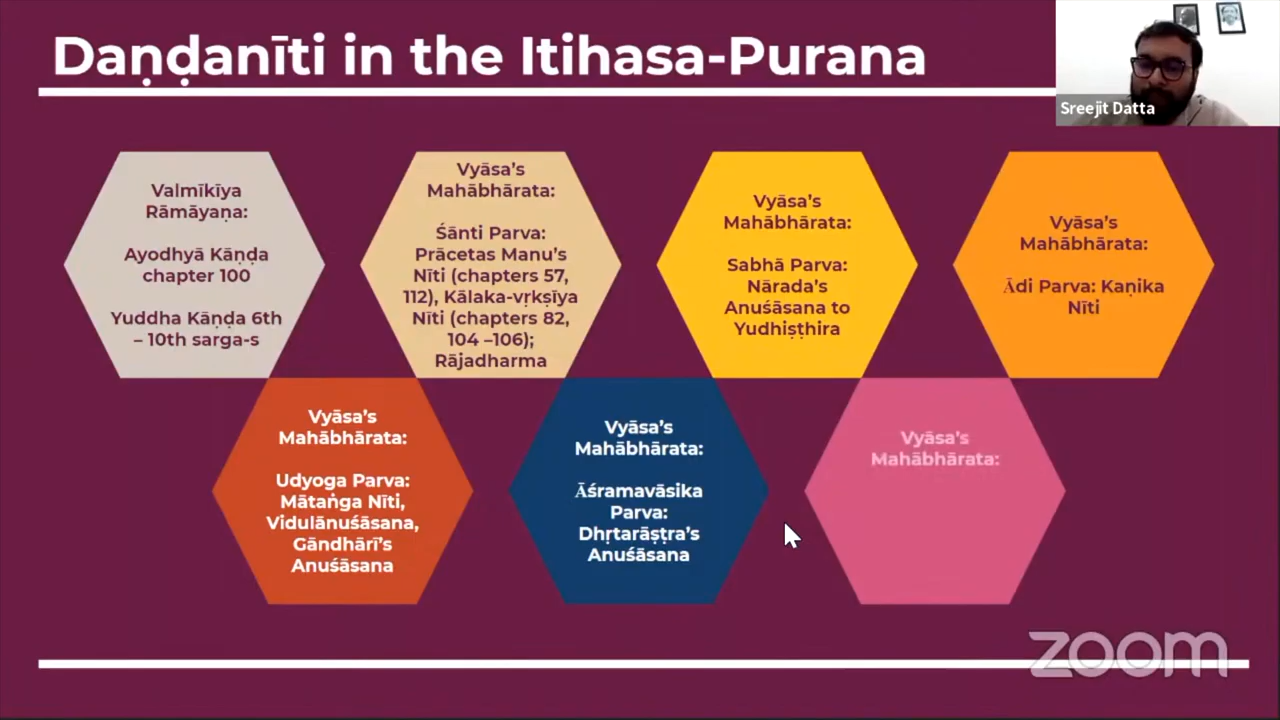 Daṇḍanīti in the Itihasa-Purana
Sreejit Datta
Valmīkīya
Rāmāyaṇa:
Ayodhyā Kāṇḍa
chapter 100
Yuddha Kāṇḍa 6th
– 10th sarga-s
Vyāsa’s
Mahābhārata:
Śānti Parva:
Prācetas Manu’s
Nīti (chapters 57,
112), Kālaka-vṛkṣīya
Nīti (chapters 82,
104 –106);
Rājadharma
Vyāsa’s
Mahābhārata:
Sabhā Parva:
Nārada’s
Anuśāsana to
Yudhiṣṭhira
Vyāsa’s
Mahābhārata:
Ādi Parva: Kaṇika
Nīti
Vyāsa’s
Mahābhārata:
Udyoga Parva:
Mātaṅga Nīti,
Vidulānuśāsana,
Gāndhārī’s
Anuśāsana
Vyāsa’s
Mahābhārata:
Āśramavāsika
Parva:
Dhṛtarāṣṭra’s
Anuśāsana
Vyāsa’s
Mahābhārata:
zoom